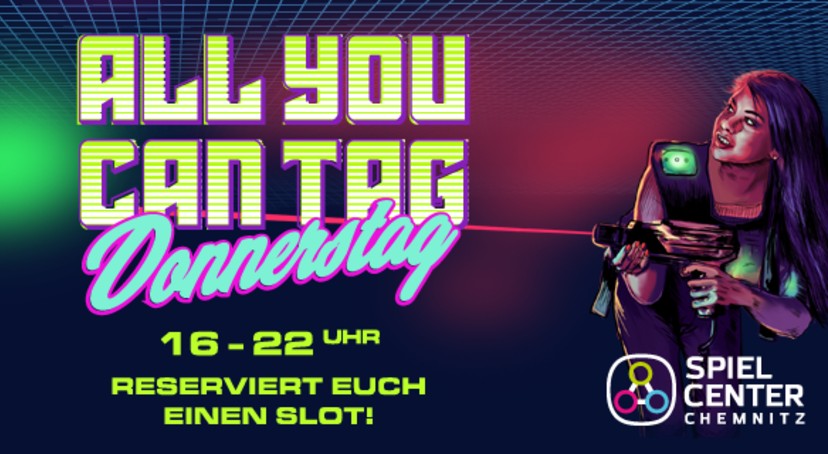 ALL YOU
CAN TAG
Donnerstag
16 - 22 UHR
RESERVIERT EUCH
EINEN SLOT!
SPIEL
CENTER
CHEMNITZ